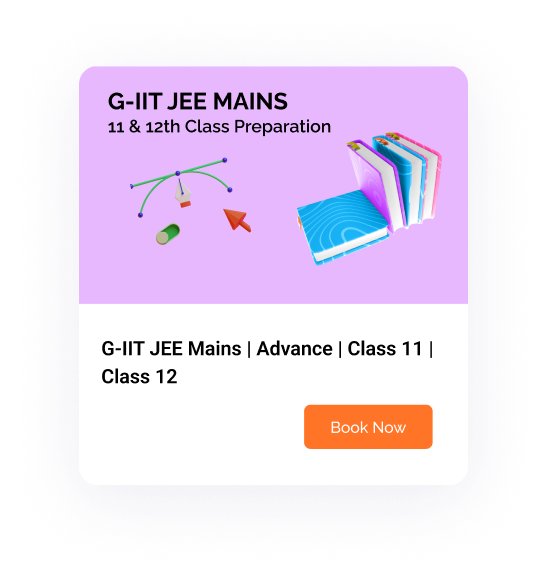 G-IIT JEE MAINS
11 & 12th Class Preparation
G-IIT JEE Mains | Advance | Class 11 |
Class 12
Book Now